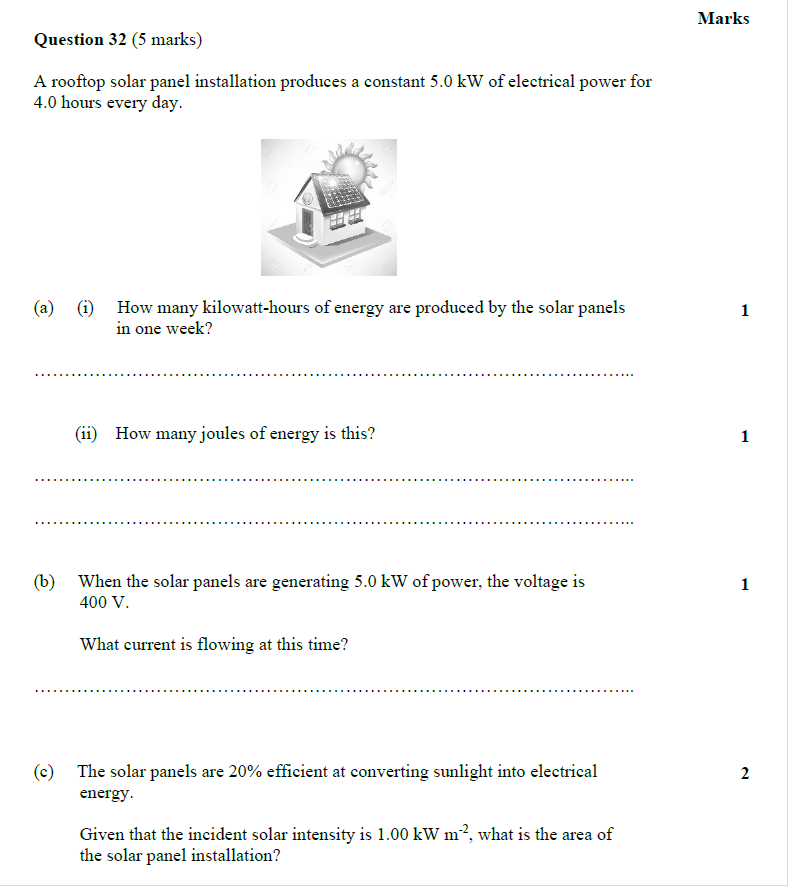 Marks
Question 32 (5 marks)
A rooftop solar panel installation produces a constant 5.0 kW of electrical power for
4.0 hours every day.
(a) (i) How many kilowatt-hours of energy are produced by the solar panels 1
in one week?
…………………………………………………………………………………………...
(ii) How many joules of energy is this? 1
…………………………………………………………………………………………...
…………………………………………………………………………………………...
(b) When the solar panels are generating 5.0 kW of power, the voltage is 1
400 V.
What current is flowing at this time?
…………………………………………………………………………………………...
(c) The solar panels are 20% efficient at converting sunlight into electrical 2
energy.
Given that the incident solar intensity is 1.00 kW m⁻², what is the area of
the solar panel installation?